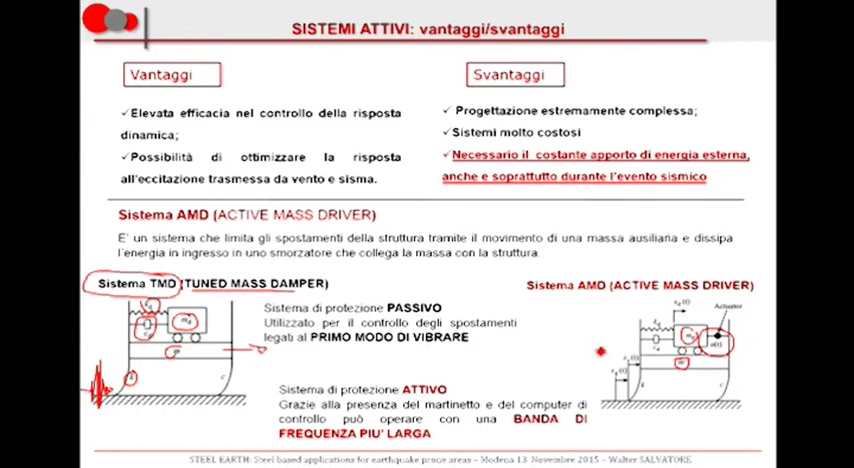 SISTEMI ATTIVI: vantaggi/svantaggi
Vantaggi
✓Elevata efficacia nel controllo della risposta
dinamica;
✓Possibilità di ottimizzare la risposta
all'eccitazione trasmessa da vento e sisma.
Svantaggi
✓ Progettazione estremamente complessa;
✓Sistemi molto costosi
✓Necessario il costante apporto di energia esterna,
anche e soprattutto durante l'evento sismico
Sistema AMD (ACTIVE MASS DRIVER)
E' un sistema che limita gli spostamenti della struttura tramite il movimento di una massa ausiliaria e dissipa
l'energia in ingresso in uno smorzatore che collega la massa con la struttura
Sistema TMD (TUNED MASS DAMPER)
m_d
m
k
c
Sistema di protezione PASSIVO
Utilizzato per il controllo degli spostamenti
legati al PRIMO MODO DI VIBRARE
Sistema di protezione ATTIVO
Grazie alla presenza del martinetto e del computer di
controllo può operare con una BANDA DI
FREQUENZA PIU' LARGA
Sistema AMD (ACTIVE MASS DRIVER)
Actuator
m_d
u(t)
m
k
c
STEEL EARTH: Steel based applications for earthquake prone areas – Modena 13 Novembre 2015 – Walter SALVATORE